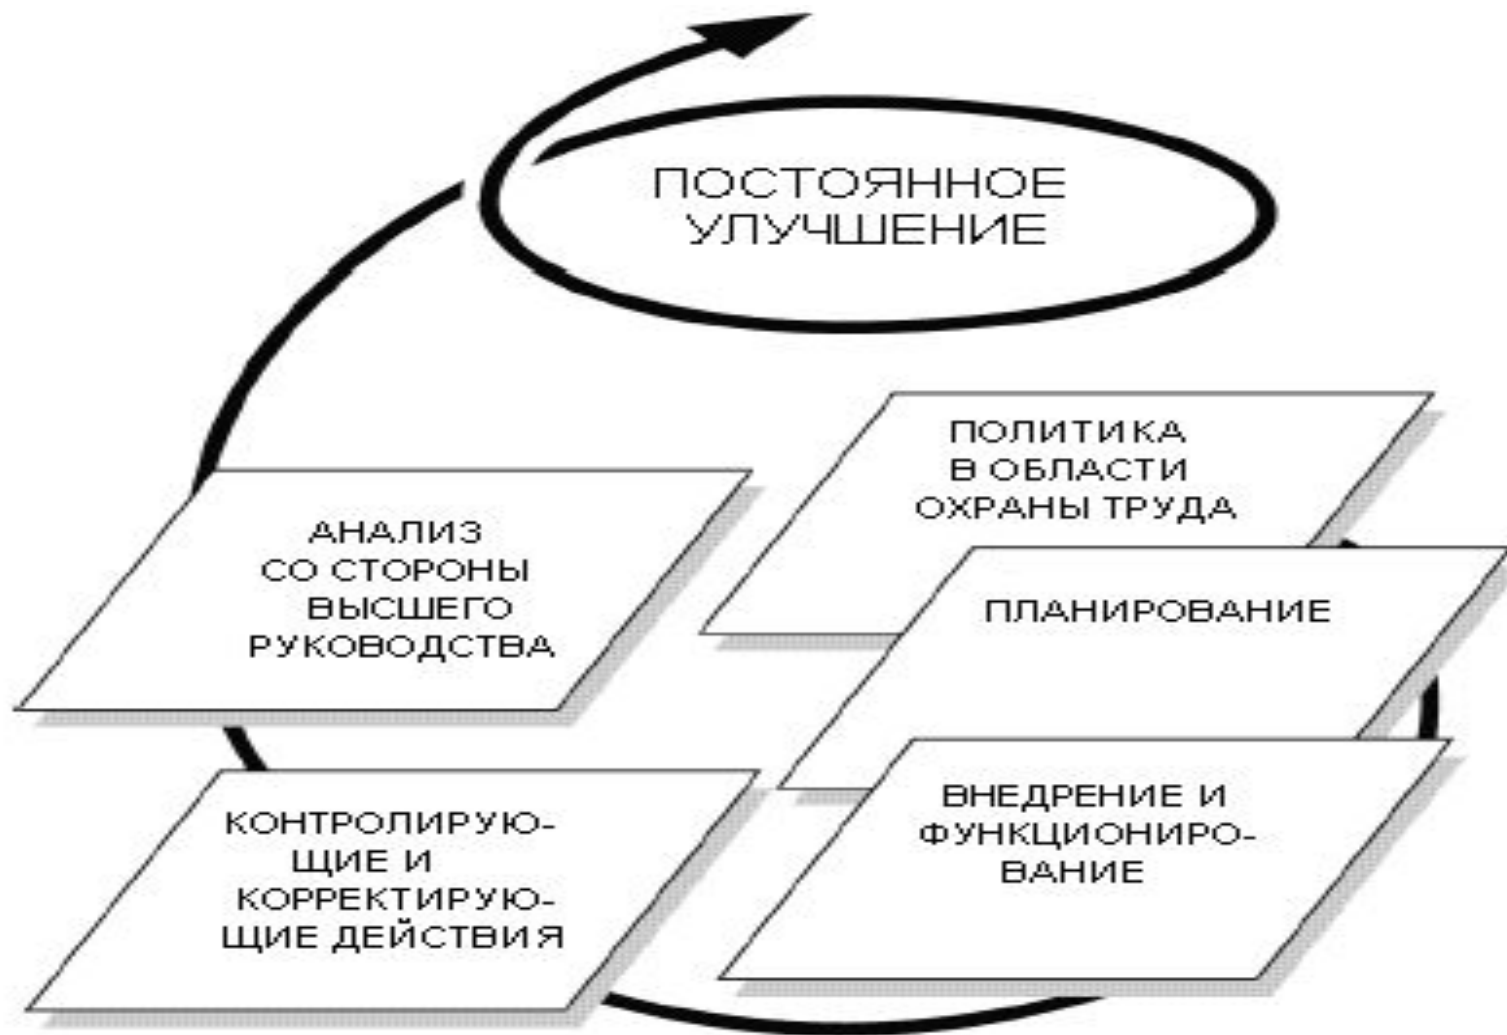 ПОСТОЯННОЕ
УЛУЧШЕНИЕ
ПОЛИТИКА
В ОБЛАСТИ
ОХРАНЫ ТРУДА
ПЛАНИРОВАНИЕ
ВНЕДРЕНИЕ И
ФУНКЦИОНИРО-
ВАНИЕ
КОНТРОЛИРУЮ-
ЩИЕ И
КОРРЕКТИРУЮ-
ЩИЕ ДЕЙСТВИЯ
АНАЛИЗ
СО СТОРОНЫ
ВЫСШЕГО
РУКОВОДСТВА